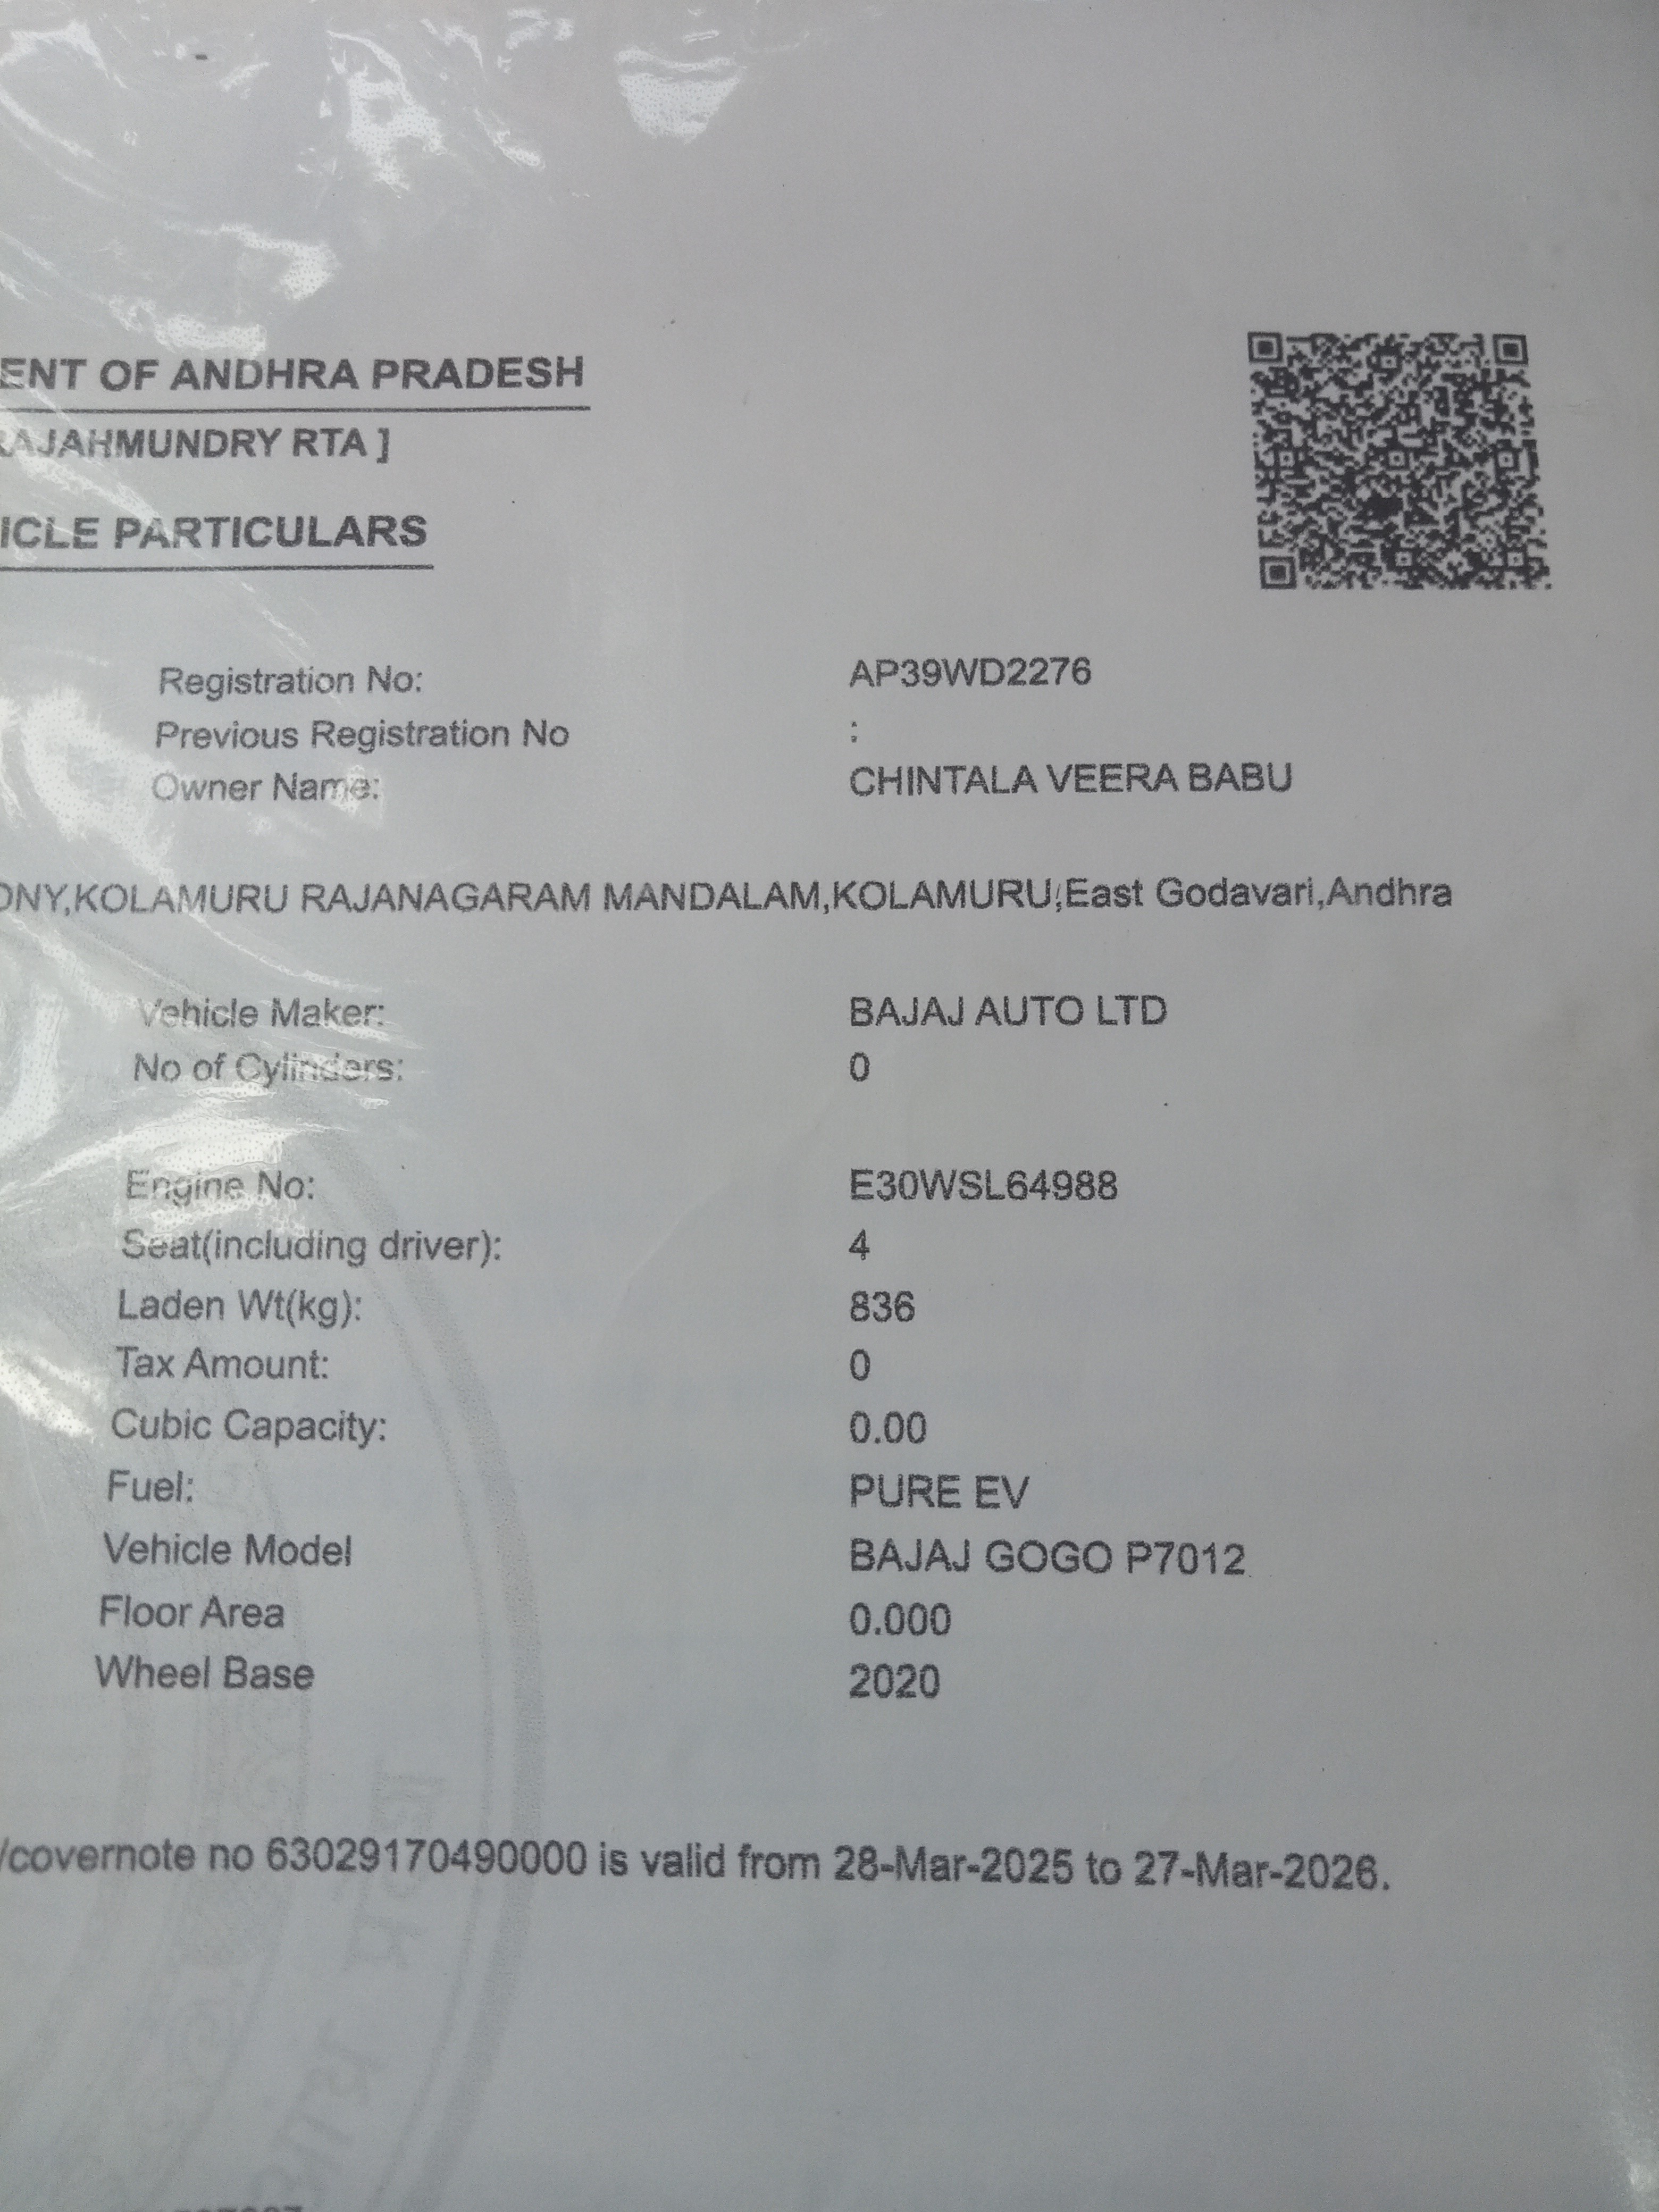 ENT OF ANDHRA PRADESH
RAJAHMUNDRY RTA ]
ICLE PARTICULARS
Registration No: AP39WD2276
Previous Registration No :
Owner Name: CHINTALA VEERA BABU
ONY,KOLAMURU RAJANAGARAM MANDALAM,KOLAMURU,East Godavari,Andhra
Vehicle Maker: BAJAJ AUTO LTD
No of Cylinders: 0
Engine No: E30WSL64988
Seat(including driver): 4
Laden Wt(kg): 836
Tax Amount: 0
Cubic Capacity: 0.00
Fuel: PURE EV
Vehicle Model BAJAJ GOGO P7012
Floor Area 0.000
Wheel Base 2020
/covernote no 63029170490000 is valid from 28-Mar-2025 to 27-Mar-2026.